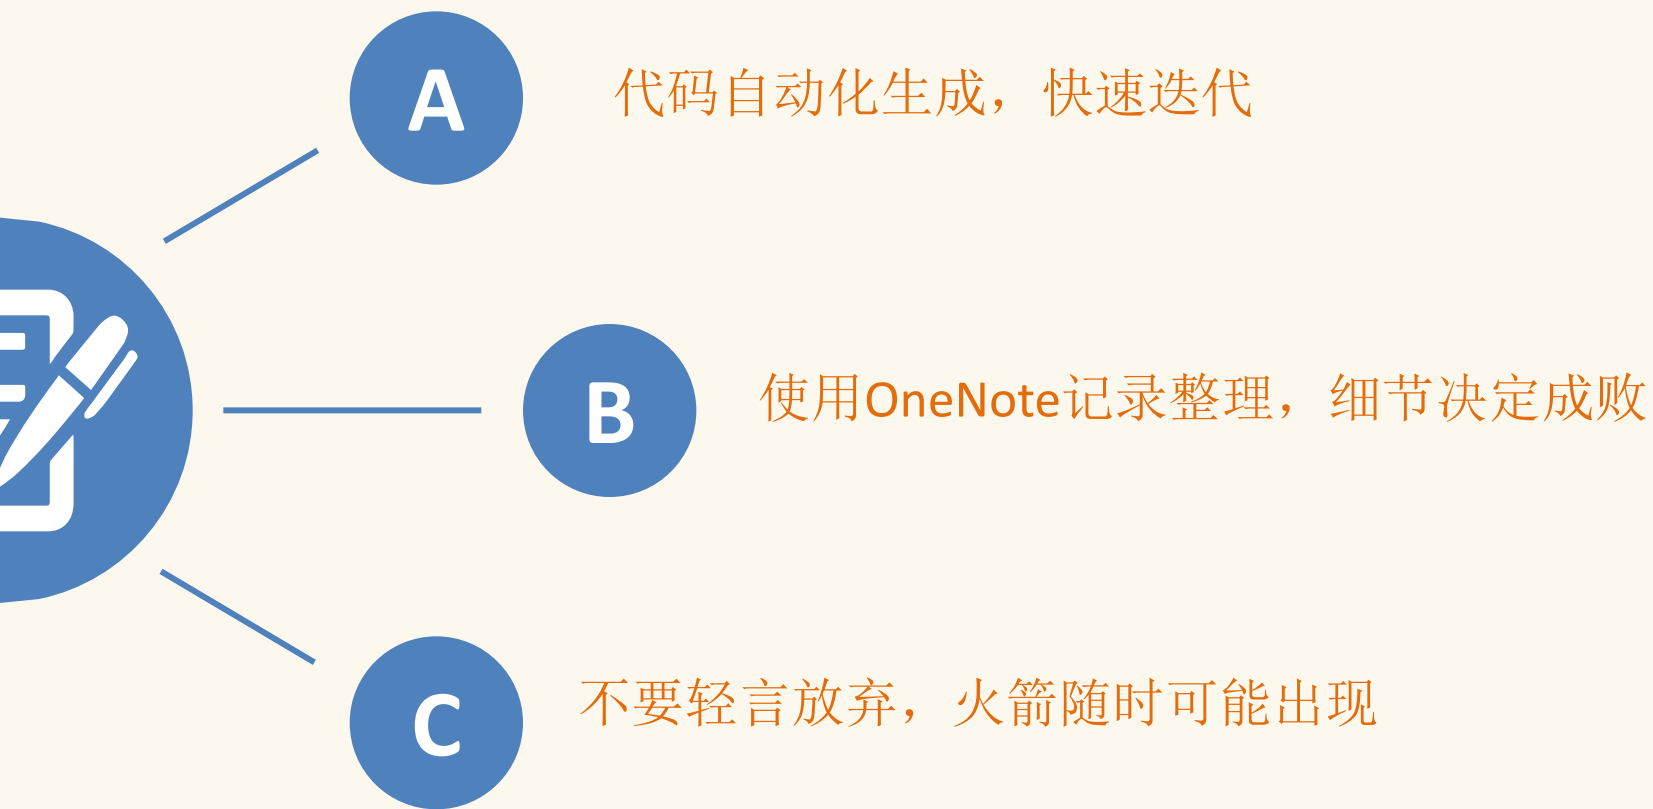 A
代码自动化生成，快速迭代
B
使用OneNote记录整理，细节决定成败
C
不要轻言放弃，火箭随时可能出现